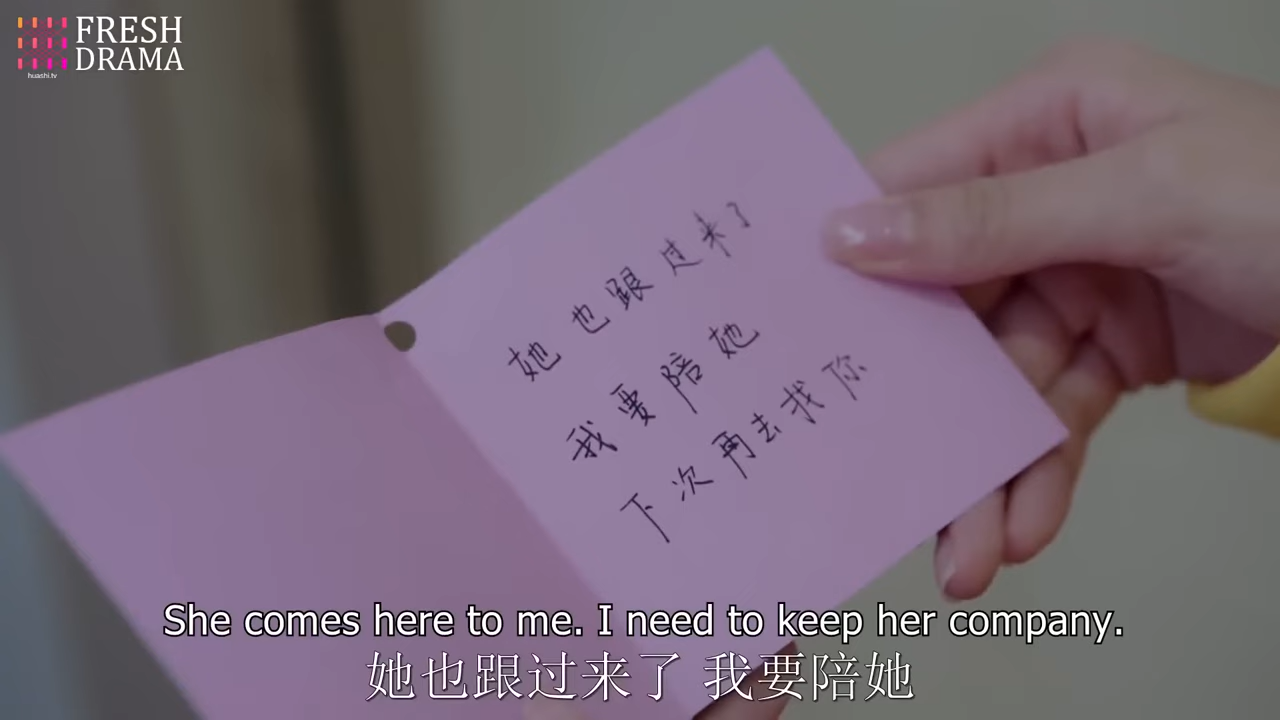 FRESH
DRAMA
huashi.tv
她也跟过来了
我要陪她
下次再去找你
She comes here to me. I need to keep her company.
她也跟过来了 我要陪她